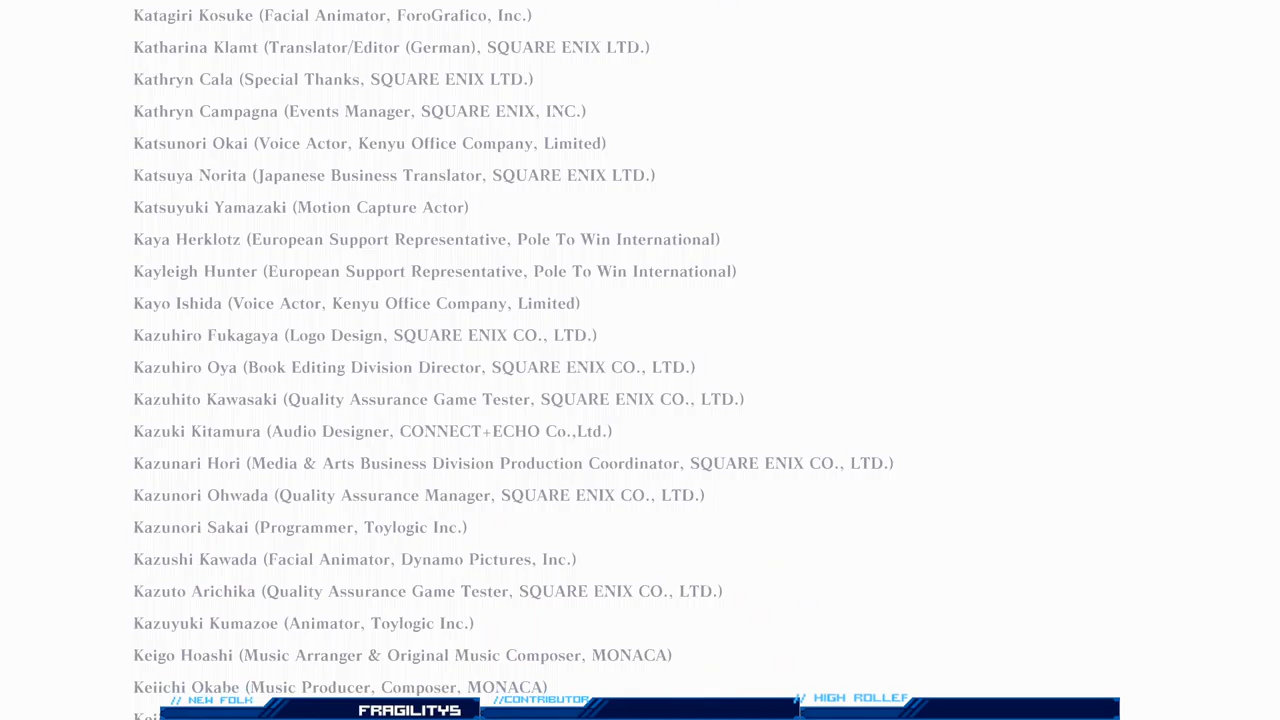 Katagiri Kosuke (Facial Animator, ForoGrafico, Inc.)
Katharina Klamt (Translator/Editor (German), SQUARE ENIX LTD.)
Kathryn Cala (Special Thanks, SQUARE ENIX LTD.)
Kathryn Campagna (Events Manager, SQUARE ENIX, INC.)
Katsunori Okai (Voice Actor, Kenyu Office Company, Limited)
Katsuya Norita (Japanese Business Translator, SQUARE ENIX LTD.)
Katsuyuki Yamazaki (Motion Capture Actor)
Kaya Herklotz (European Support Representative, Pole To Win International)
Kayleigh Hunter (European Support Representative, Pole To Win International)
Kayo Ishida (Voice Actor, Kenyu Office Company, Limited)
Kazuhiro Fukagaya (Logo Design, SQUARE ENIX CO., LTD.)
Kazuhiro Oya (Book Editing Division Director, SQUARE ENIX CO., LTD.)
Kazuhito Kawasaki (Quality Assurance Game Tester, SQUARE ENIX CO., LTD.)
Kazuki Kitamura (Audio Designer, CONNECT+ECHO Co.,Ltd.)
Kazunari Hori (Media & Arts Business Division Production Coordinator, SQUARE ENIX CO., LTD.)
Kazunori Ohwada (Quality Assurance Manager, SQUARE ENIX CO., LTD.)
Kazunori Sakai (Programmer, Toylogic Inc.)
Kazushi Kawada (Facial Animator, Dynamo Pictures, Inc.)
Kazuto Arichika (Quality Assurance Game Tester, SQUARE ENIX CO., LTD.)
Kazuyuki Kumazoe (Animator, Toylogic Inc.)
Keigo Hoashi (Music Arranger & Original Music Composer, MONACA)
Keiichi Okabe (Music Producer, Composer, MONACA)
// NEW FOLK //CONTRIBUTOR // HIGH ROLLER
FRAGILITYS